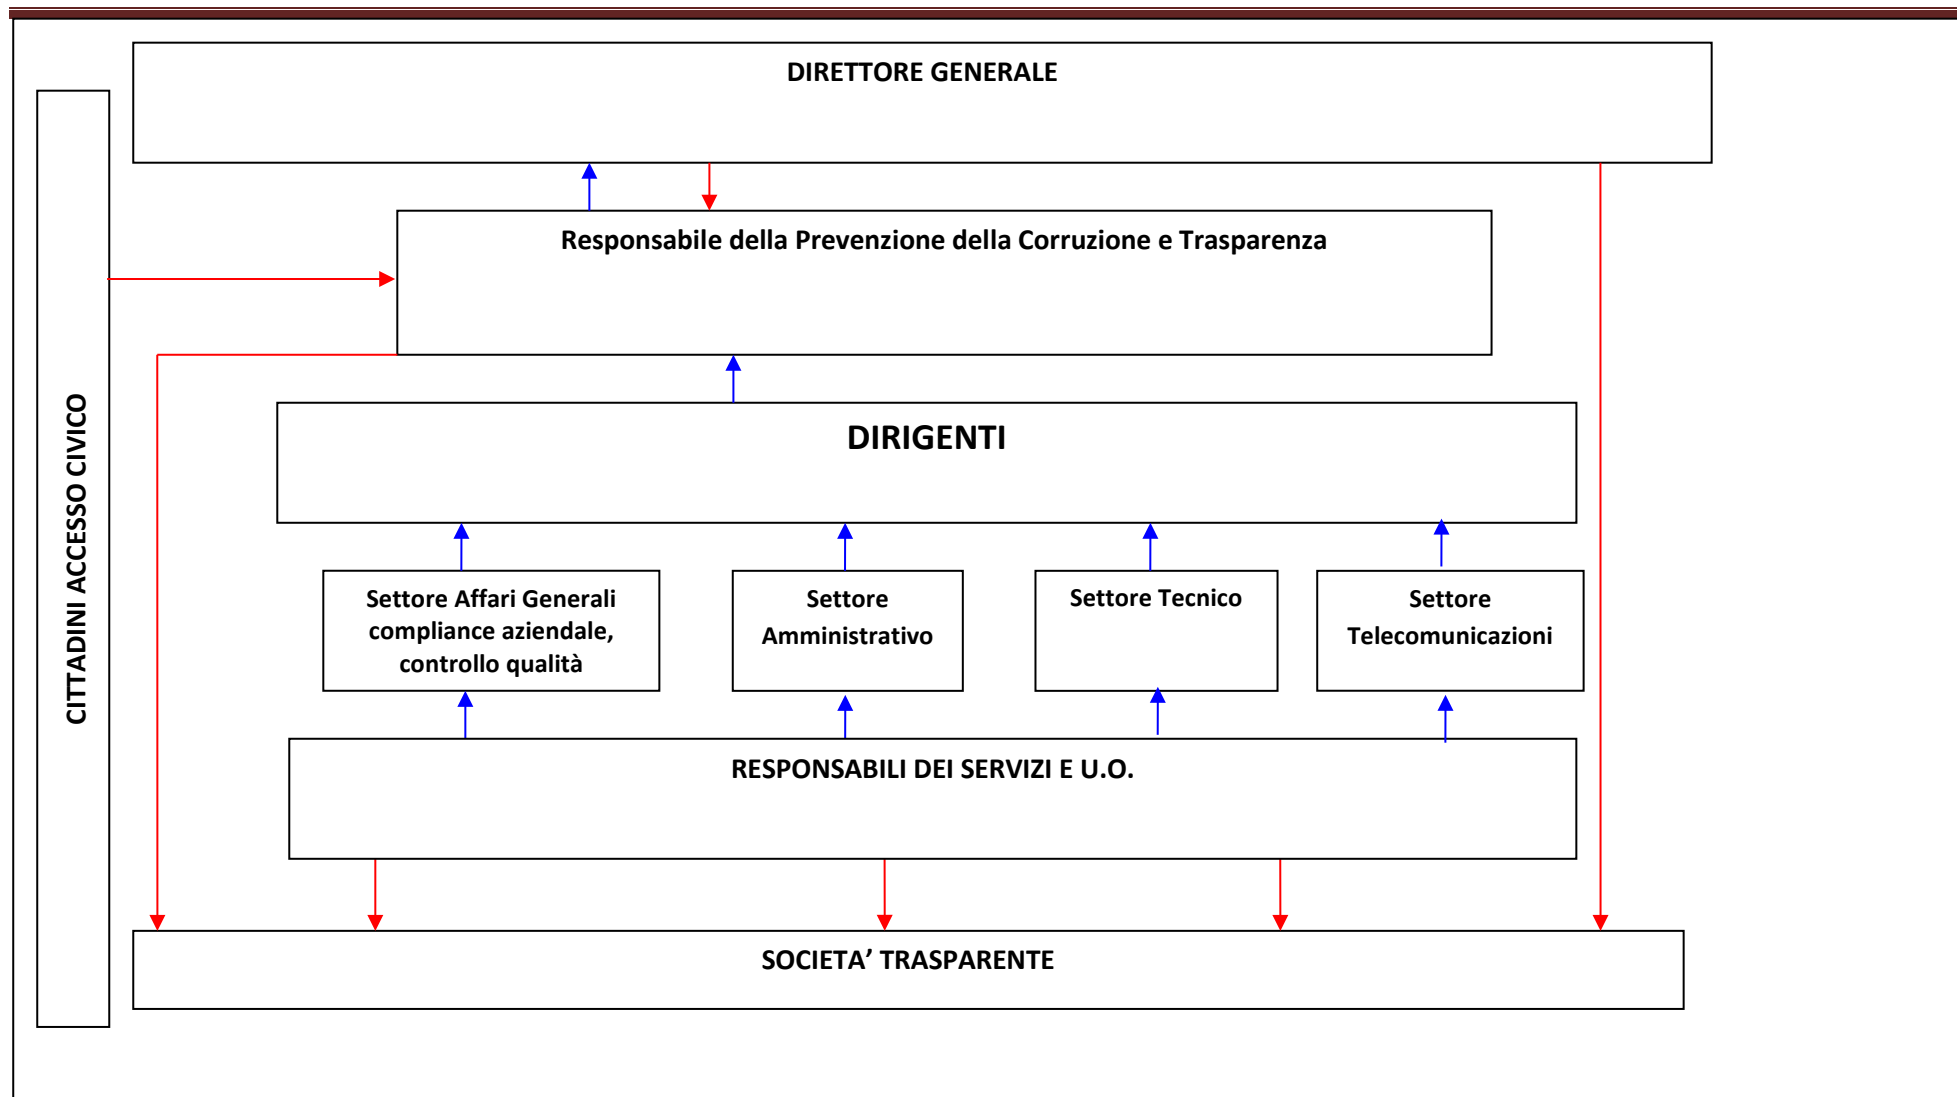 DIRETTORE GENERALE
Responsabile della Prevenzione della Corruzione e Trasparenza
CITTADINI ACCESSO CIVICO
DIRIGENTI
Settore Affari Generali
compliance aziendale,
controllo qualità
Settore
Amministrativo
Settore Tecnico
Settore
Telecomunicazioni
RESPONSABILI DEI SERVIZI E U.O.
SOCIETA’ TRASPARENTE